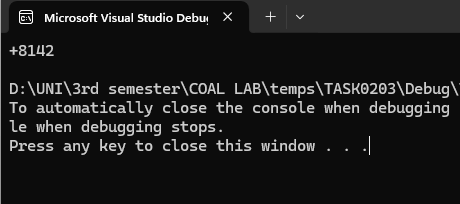 Microsoft Visual Studio Debu
+8142
D:\UNI\3rd semester\COAL LAB\temps\TASK0203\Debug\
To automatically close the console when debugging
le when debugging stops.
Press any key to close this window . . .